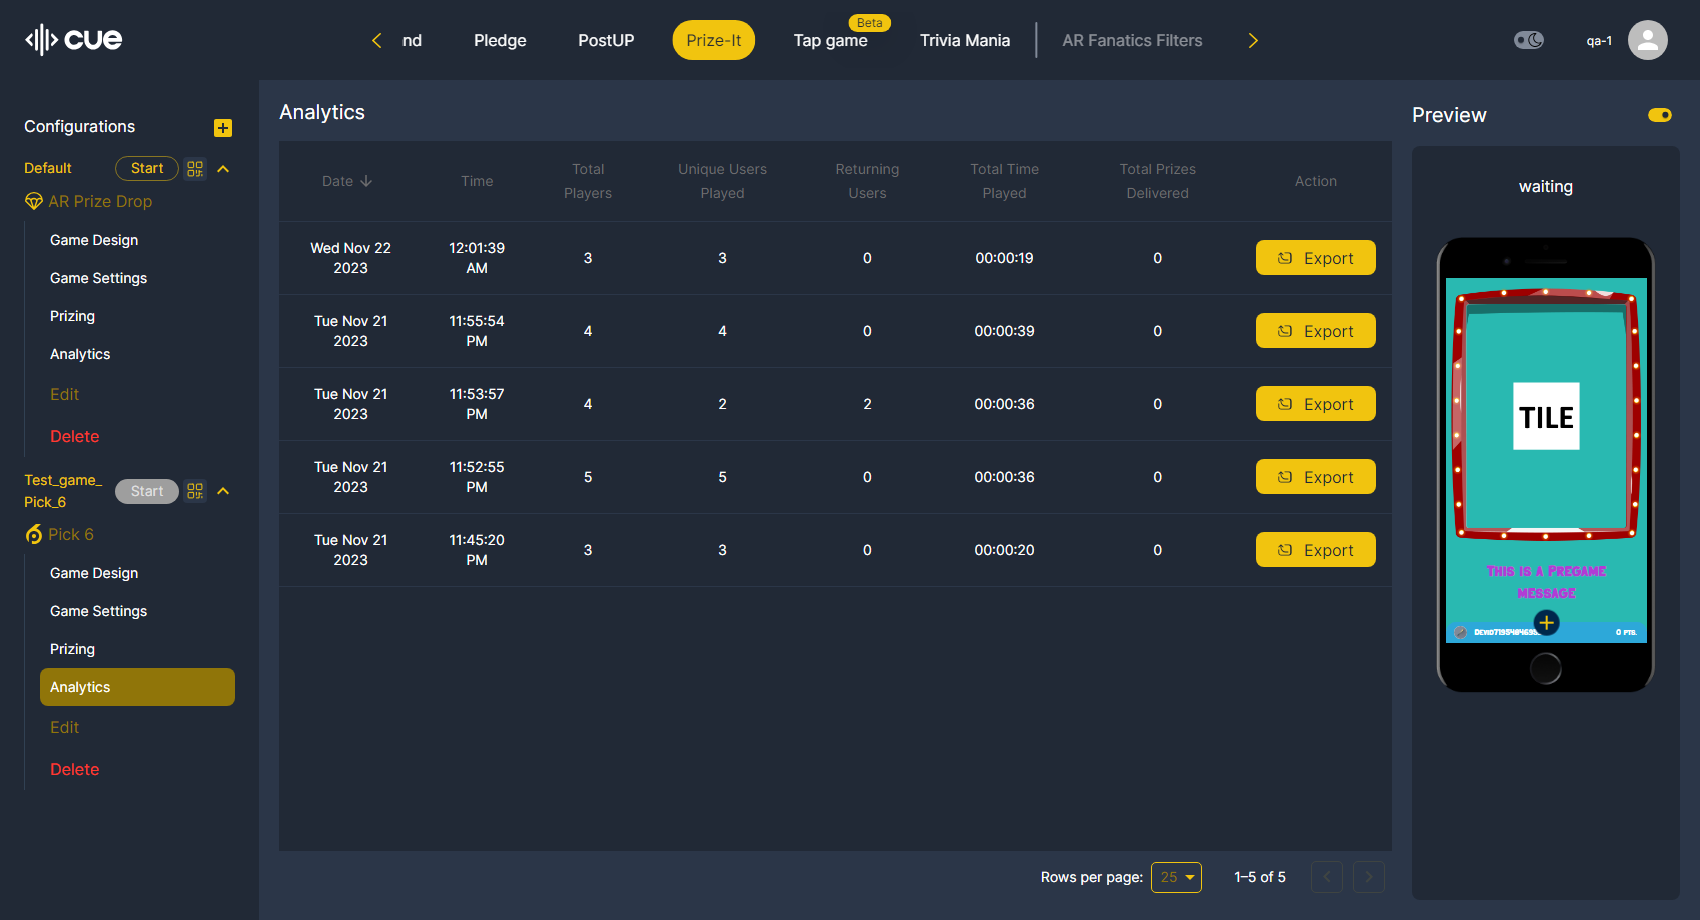 cue
nd
Pledge
PostUP
Prize-It
Beta
Tap game
Trivia Mania
AR Fanatics Filters
qa-1
Configurations
Default
Start
AR Prize Drop
Game Design
Game Settings
Prizing
Analytics
Edit
Delete
Test_game_
Pick_6
Start
Pick 6
Game Design
Game Settings
Prizing
Analytics
Edit
Delete
Analytics
Date
Time
Total
Players
Unique Users
Played
Returning
Users
Total Time
Played
Total Prizes
Delivered
Action
Wed Nov 22
2023
12:01:39
AM
3
3
0
00:00:19
0
Export
Tue Nov 21
2023
11:55:54
PM
4
4
0
00:00:39
0
Export
Tue Nov 21
2023
11:53:57
PM
4
2
2
00:00:36
0
Export
Tue Nov 21
2023
11:52:55
PM
5
5
0
00:00:36
0
Export
Tue Nov 21
2023
11:45:20
PM
3
3
0
00:00:20
0
Export
Rows per page:
25
1–5 of 5
Preview
waiting
TILE
This is a Pregame
message
0 pts.